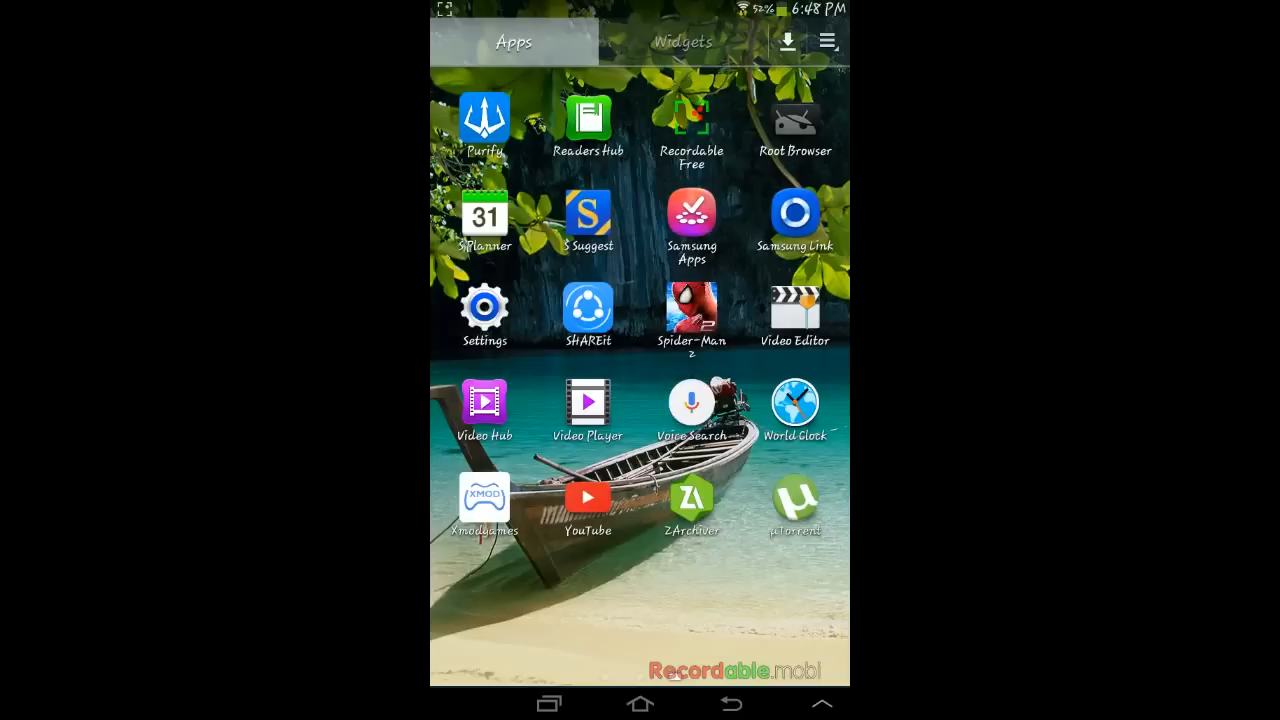 52% 6:48 PM
Apps Widgets
Purify Readers Hub Recordable Free Root Browser
31 S
S Planner S Suggest Samsung Apps Samsung Link
2
Settings SHAREit Spider-Man 2 Video Editor
Video Hub Video Player Voice Search World Clock
XMOD ZA µ
Xmodgames YouTube ZArchiver µTorrent
Recordable.mobi